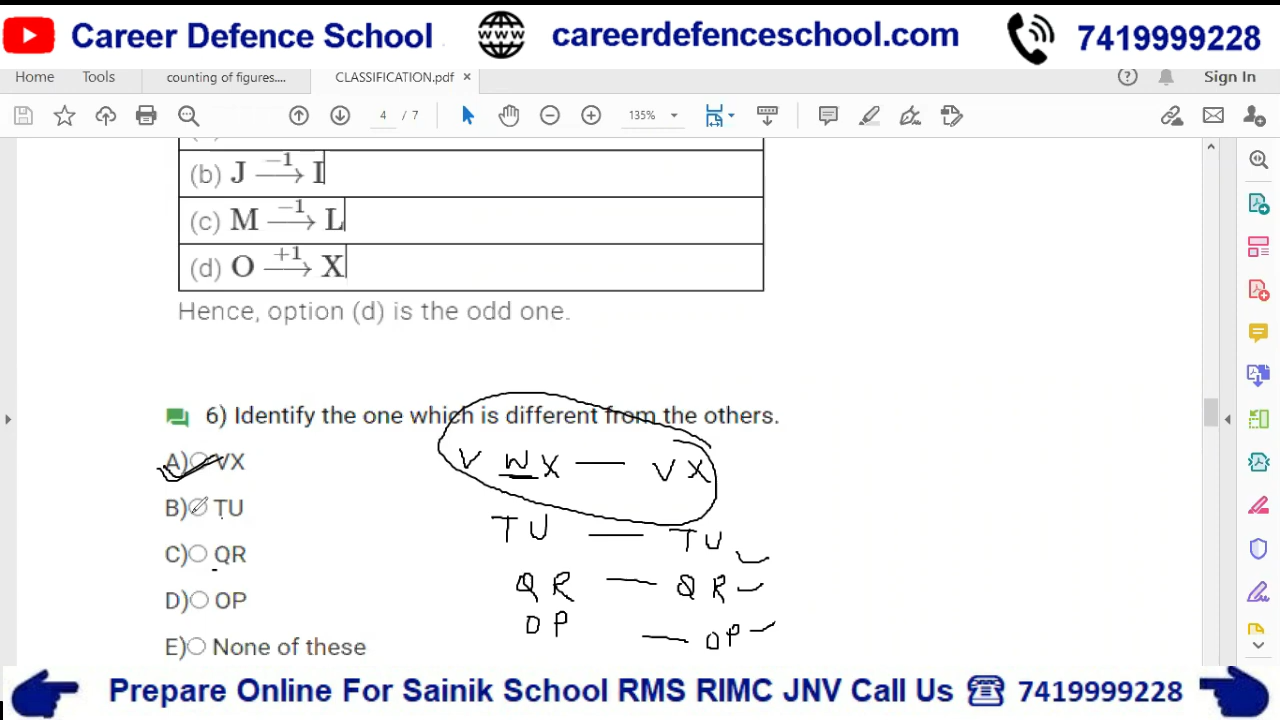 Career Defence School www careerdefenceschool.com 7419999228
Home Tools counting of figures.... CLASSIFICATION.pdf × Sign In
4 / 7 135%
(b) J −1 → I
(c) M −1 → L
(d) O +1 → X
Hence, option (d) is the odd one.
6) Identify the one which is different from the others.
A) VX V W X — V X
B) TU T U — T U
C) QR Q R — Q R
D) OP O P — O P
E) None of these
Prepare Online For Sainik School RMS RIMC JNV Call Us 7419999228